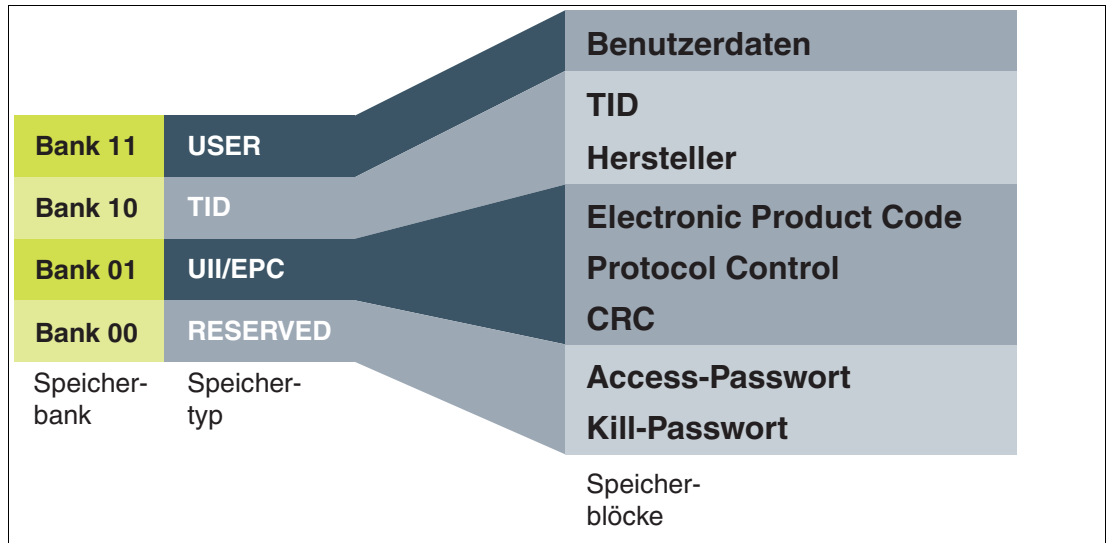 Benutzerdaten
TID
Hersteller
Bank 11 USER
Bank 10 TID
Electronic Product Code
Bank 01 UII/EPC
Protocol Control
CRC
Bank 00 RESERVED
Access-Passwort
Kill-Passwort
Speicher-
bank
Speicher-
typ
Speicher-
blöcke